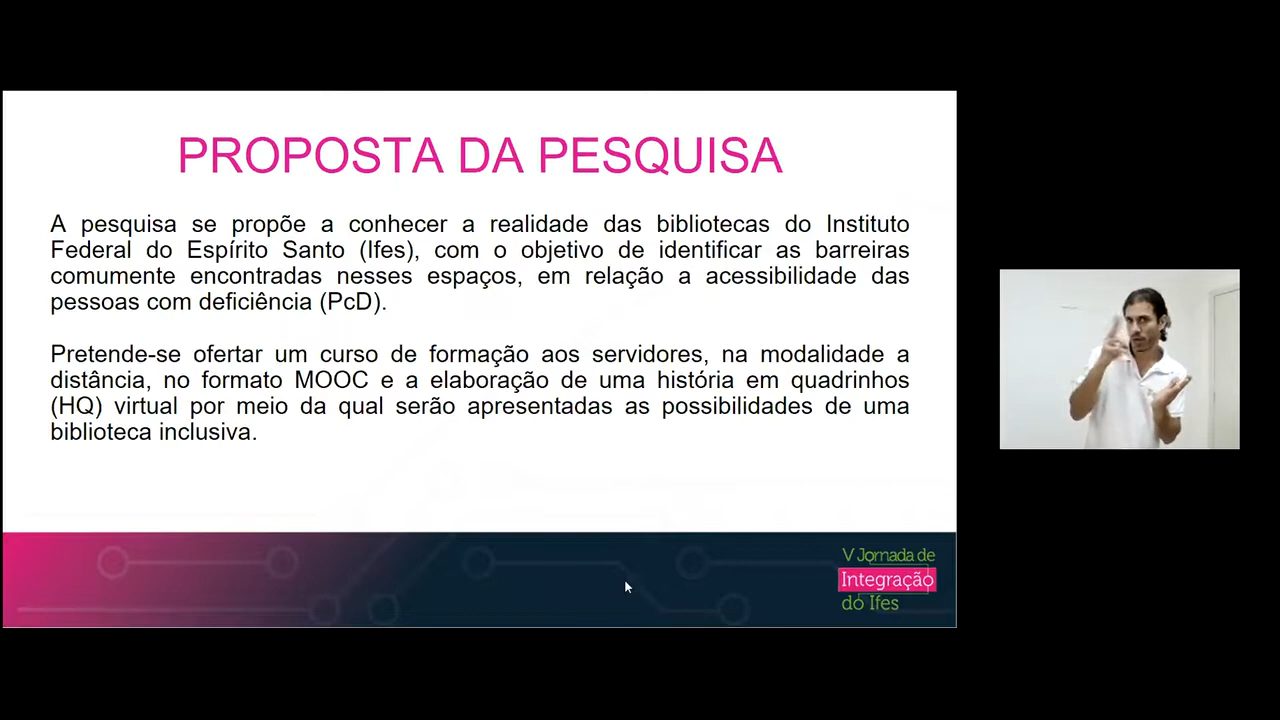 PROPOSTA DA PESQUISA
A pesquisa se propõe a conhecer a realidade das bibliotecas do Instituto
Federal do Espírito Santo (Ifes), com o objetivo de identificar as barreiras
comumente encontradas nesses espaços, em relação a acessibilidade das
pessoas com deficiência (PcD).
Pretende-se ofertar um curso de formação aos servidores, na modalidade a
distância, no formato MOOC e a elaboração de uma história em quadrinhos
(HQ) virtual por meio da qual serão apresentadas as possibilidades de uma
biblioteca inclusiva.
V Jornada de
Integração
do Ifes